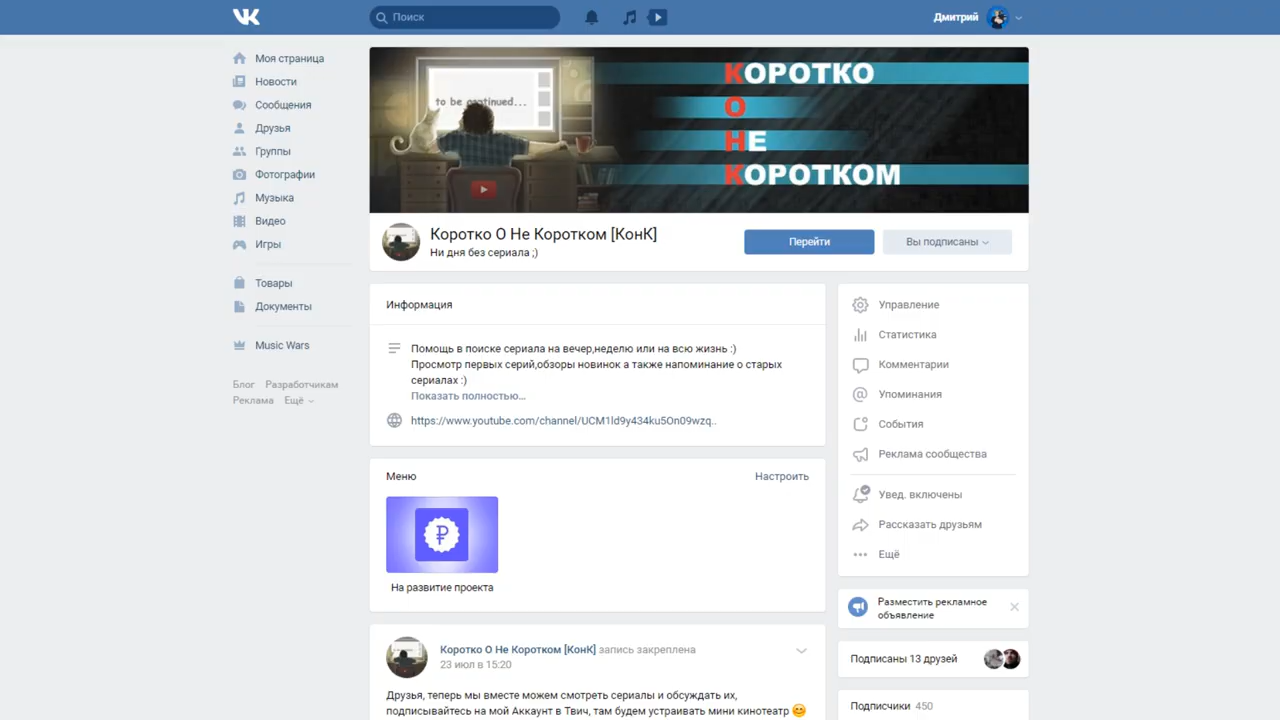 Поиск
Дмитрий
Моя страница
Новости
Сообщения
Друзья
Группы
Фотографии
Музыка
Видео
Игры
Товары
Документы
Music Wars
Блог Разработчикам
Реклама Ещё
to be continued...
КОРОТКО
О
НЕ
КОРОТКОМ
Коротко О Не Коротком [КонК]
Ни дня без сериала ;)
Перейти
Вы подписаны
Информация
Помощь в поиске сериала на вечер,неделю или на всю жизнь :)
Просмотр первых серий,обзоры новинок а также напоминание о старых
сериалах :)
Показать полностью...
https://www.youtube.com/channel/UCM1ld9y434ku5On09wzq..
Меню
Настроить
На развитие проекта
Коротко О Не Коротком [КонК] запись закреплена
23 июл в 15:20
Друзья, теперь мы вместе можем смотреть сериалы и обсуждать их,
подписывайтесь на мой Аккаунт в Твич, там будем устраивать мини кинотеатр 😊
Управление
Статистика
Комментарии
Упоминания
События
Реклама сообщества
Увед. включены
Рассказать друзьям
Ещё
Разместить рекламное
объявление
Подписаны 13 друзей
Подписчики 450